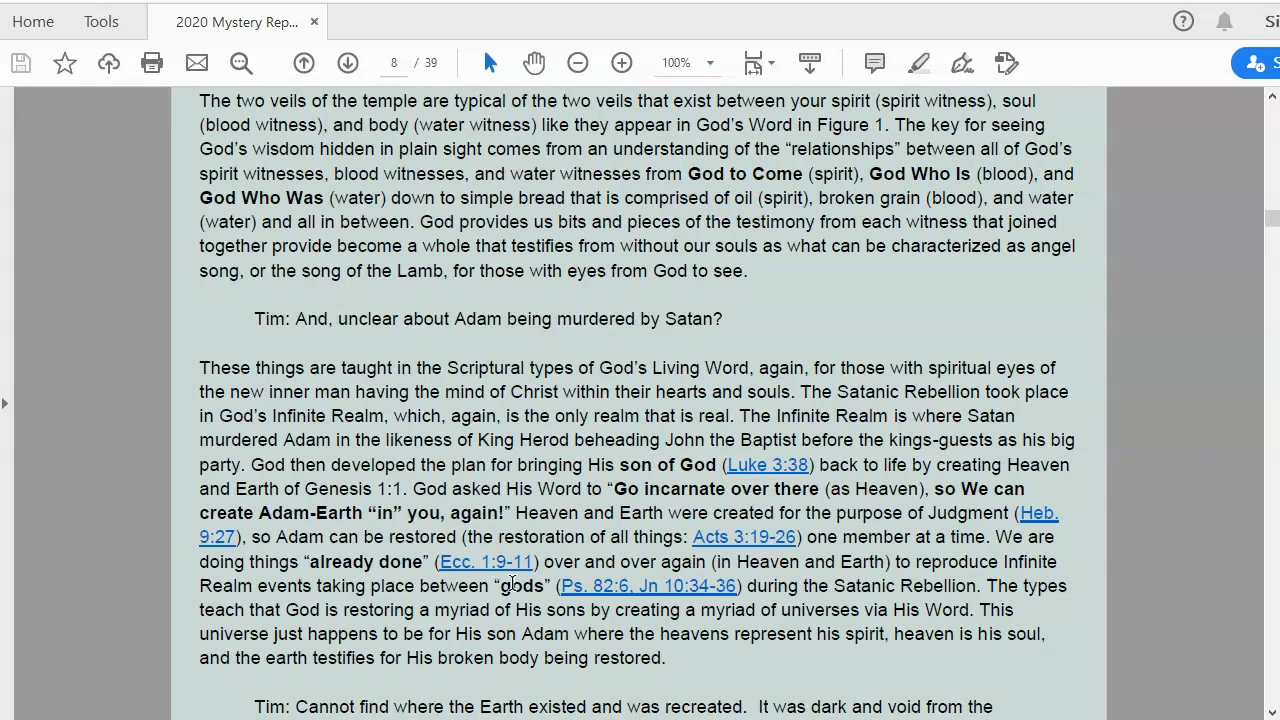 Home
Tools
2020 Mystery Rep... ×
Si
8 / 39
100%
S
The two veils of the temple are typical of the two veils that exist between your spirit (spirit witness), soul
(blood witness), and body (water witness) like they appear in God’s Word in Figure 1. The key for seeing
God’s wisdom hidden in plain sight comes from an understanding of the “relationships” between all of God’s
spirit witnesses, blood witnesses, and water witnesses from God to Come (spirit), God Who Is (blood), and
God Who Was (water) down to simple bread that is comprised of oil (spirit), broken grain (blood), and water
(water) and all in between. God provides us bits and pieces of the testimony from each witness that joined
together provide become a whole that testifies from without our souls as what can be characterized as angel
song, or the song of the Lamb, for those with eyes from God to see.
Tim: And, unclear about Adam being murdered by Satan?
These things are taught in the Scriptural types of God’s Living Word, again, for those with spiritual eyes of
the new inner man having the mind of Christ within their hearts and souls. The Satanic Rebellion took place
in God’s Infinite Realm, which, again, is the only realm that is real. The Infinite Realm is where Satan
murdered Adam in the likeness of King Herod beheading John the Baptist before the kings-guests as his big
party. God then developed the plan for bringing His son of God (Luke 3:38) back to life by creating Heaven
and Earth of Genesis 1:1. God asked His Word to “Go incarnate over there (as Heaven), so We can
create Adam-Earth “in” you, again!” Heaven and Earth were created for the purpose of Judgment (Heb.
9:27), so Adam can be restored (the restoration of all things: Acts 3:19-26) one member at a time. We are
doing things “already done” (Ecc. 1:9-11) over and over again (in Heaven and Earth) to reproduce Infinite
Realm events taking place between “gods” (Ps. 82:6, Jn 10:34-36) during the Satanic Rebellion. The types
teach that God is restoring a myriad of His sons by creating a myriad of universes via His Word. This
universe just happens to be for His son Adam where the heavens represent his spirit, heaven is his soul,
and the earth testifies for His broken body being restored.
Tim: Cannot find where the Earth existed and was recreated.  It was dark and void from the